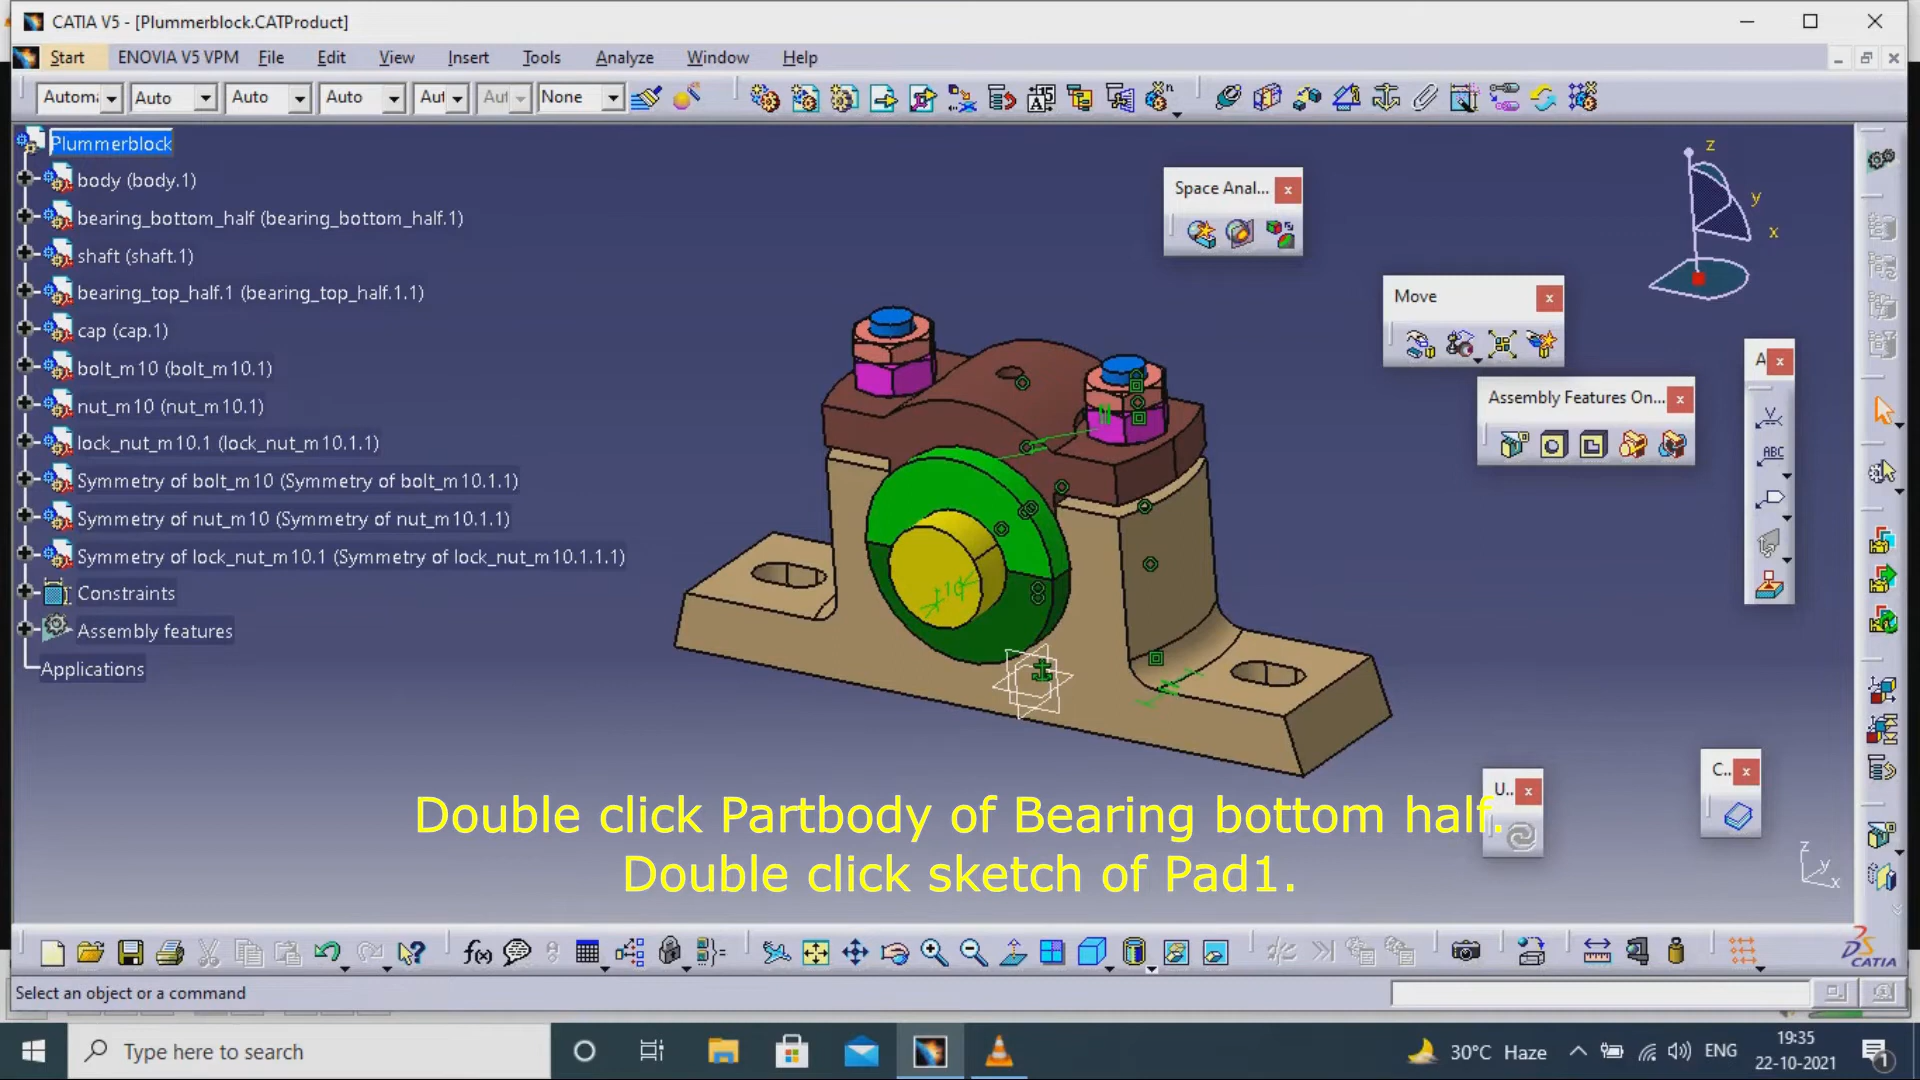 CATIA V5 - [Plummerblock.CATProduct]
Start ENOVIA V5 VPM File Edit View Insert Tools Analyze Window Help
Auto Auto Auto None
Plummerblock
body (body.1)
bearing_bottom_half (bearing_bottom_half.1)
shaft (shaft.1)
bearing_top_half.1 (bearing_top_half.1.1)
cap (cap.1)
bolt_m10 (bolt_m10.1)
nut_m10 (nut_m10.1)
lock_nut_m10.1 (lock_nut_m10.1.1)
Symmetry of bolt_m10 (Symmetry of bolt_m10.1.1)
Symmetry of nut_m10 (Symmetry of nut_m10.1.1)
Symmetry of lock_nut_m10.1 (Symmetry of lock_nut_m10.1.1.1)
Constraints
Assembly features
Applications
Space Anal...
Move
Assembly Features On...
A
ABC
U..
C..
z
y
x
z
y
x
Double click Partbody of Bearing bottom half.
Double click sketch of Pad1.
f(x)
CATIA
Select an object or a command
Type here to search
30°C Haze
ENG
19:35
22-10-2021
1